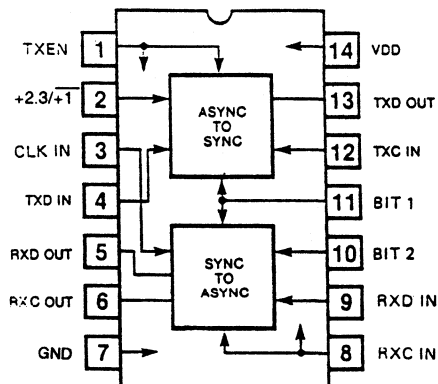 TXEN 1 14 VDD
+2.3/+1 2 ASYNC TO SYNC 13 TXD OUT
CLK IN 3 12 TXC IN
TXD IN 4 11 BIT 1
RXD OUT 5 SYNC TO ASYNC 10 BIT 2
RXC OUT 6 9 RXD IN
GND 7 8 RXC IN